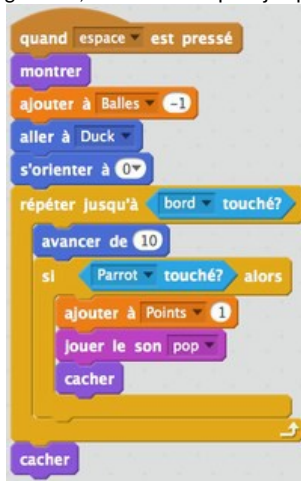 quand espace est pressé
montrer
ajouter à Balles -1
aller à Duck
s'orienter à 0
répéter jusqu'à bord touché?
avancer de 10
si Parrot touché? alors
ajouter à Points 1
jouer le son pop
cacher
cacher